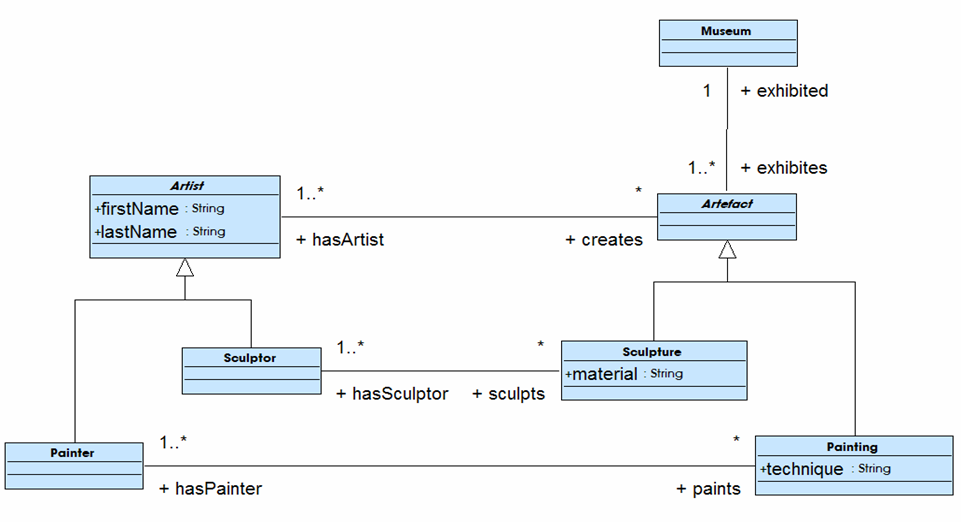 Museum
1 + exhibited
1..* + exhibites
Artist
+firstName : String
+lastName : String
1..* *
Artefact
+ hasArtist + creates
Sculptor
1..* *
Sculpture
+material : String
+ hasSculptor + sculpts
Painter
1..* *
Painting
+technique : String
+ hasPainter + paints